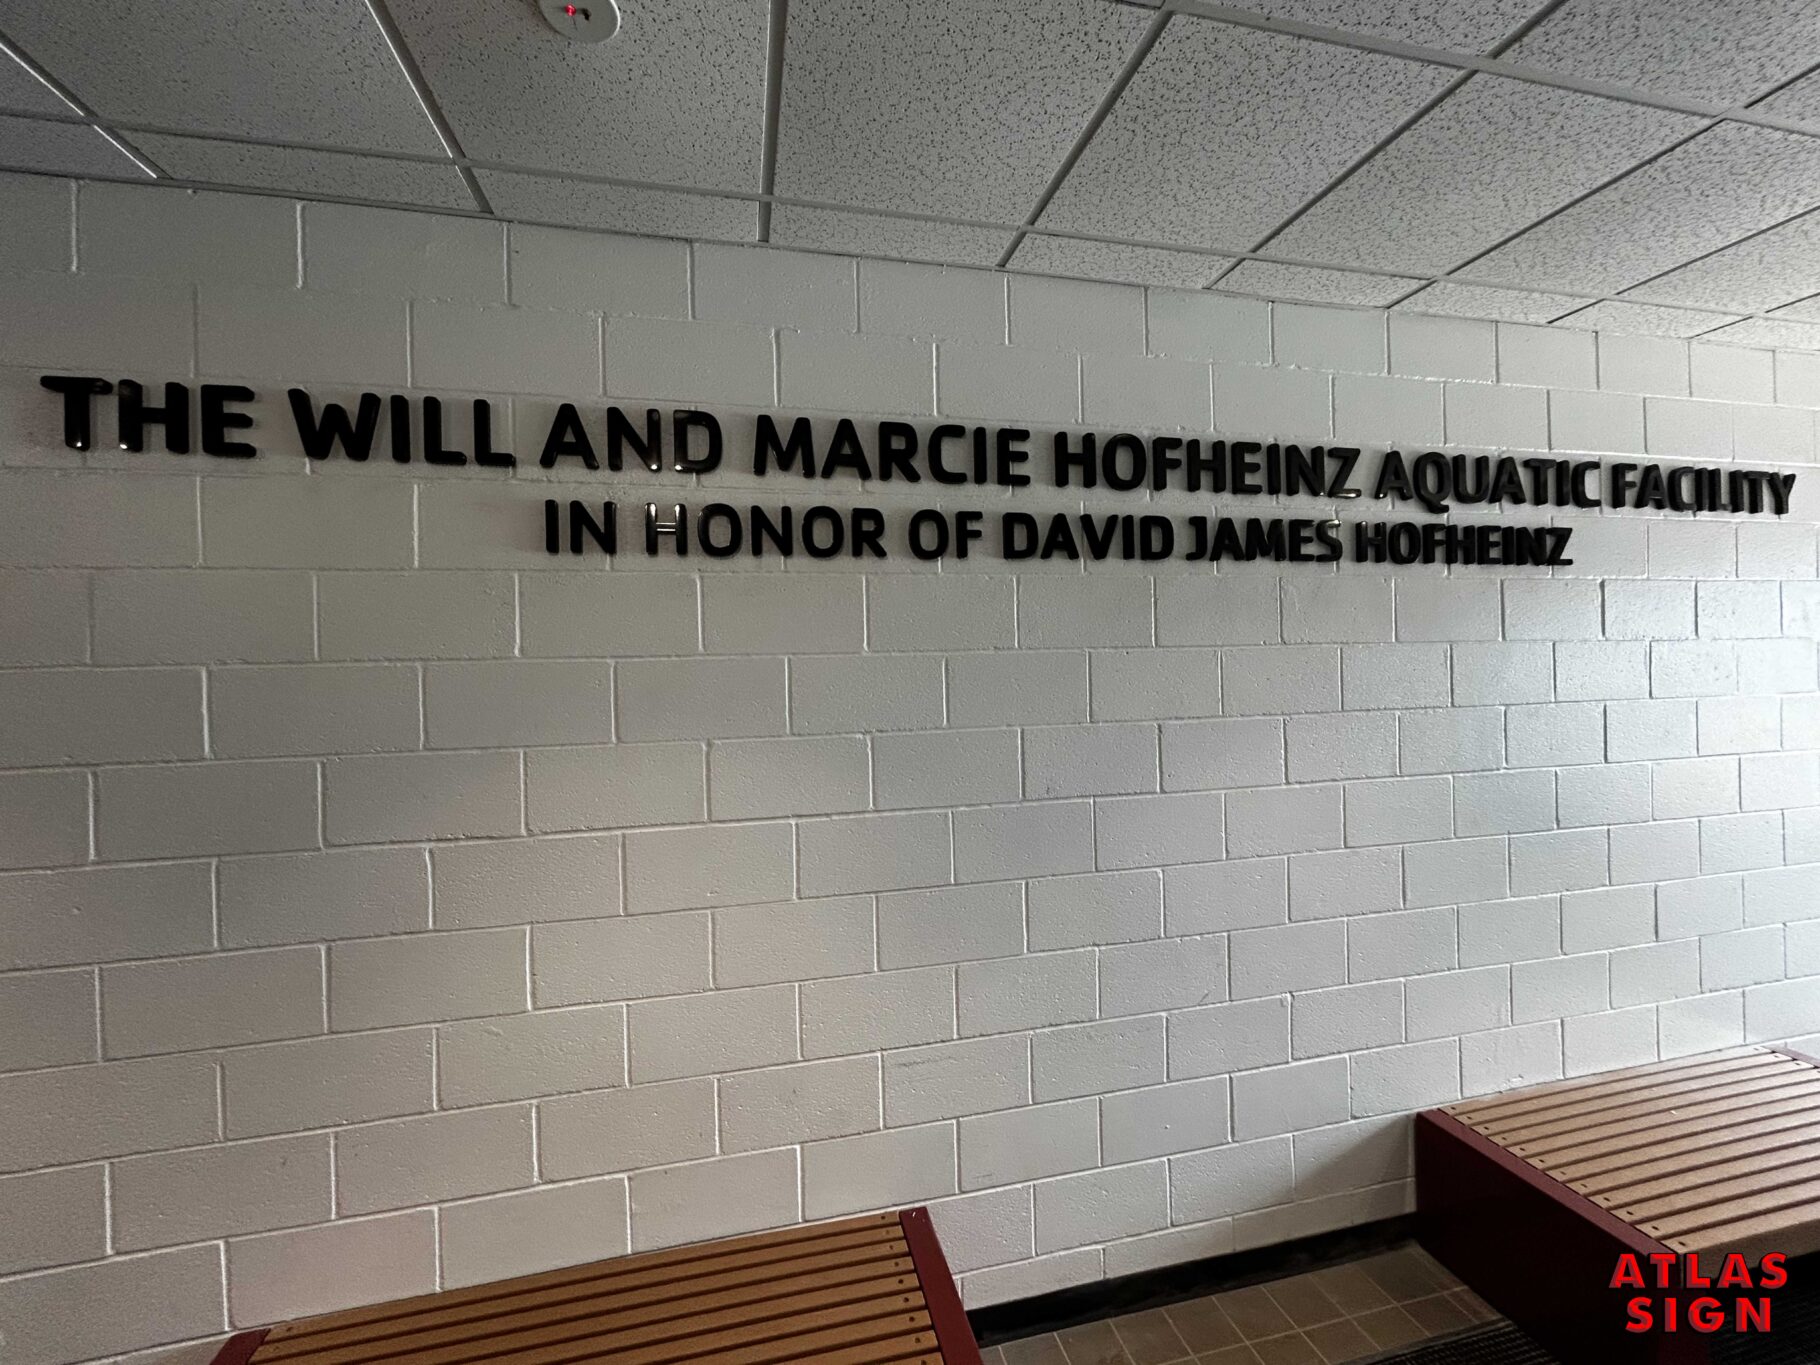 THE WILL AND MARCIE HOFHEINZ AQUATIC FACILITY
IN HONOR OF DAVID JAMES HOFHEINZ
ATLAS
SIGN